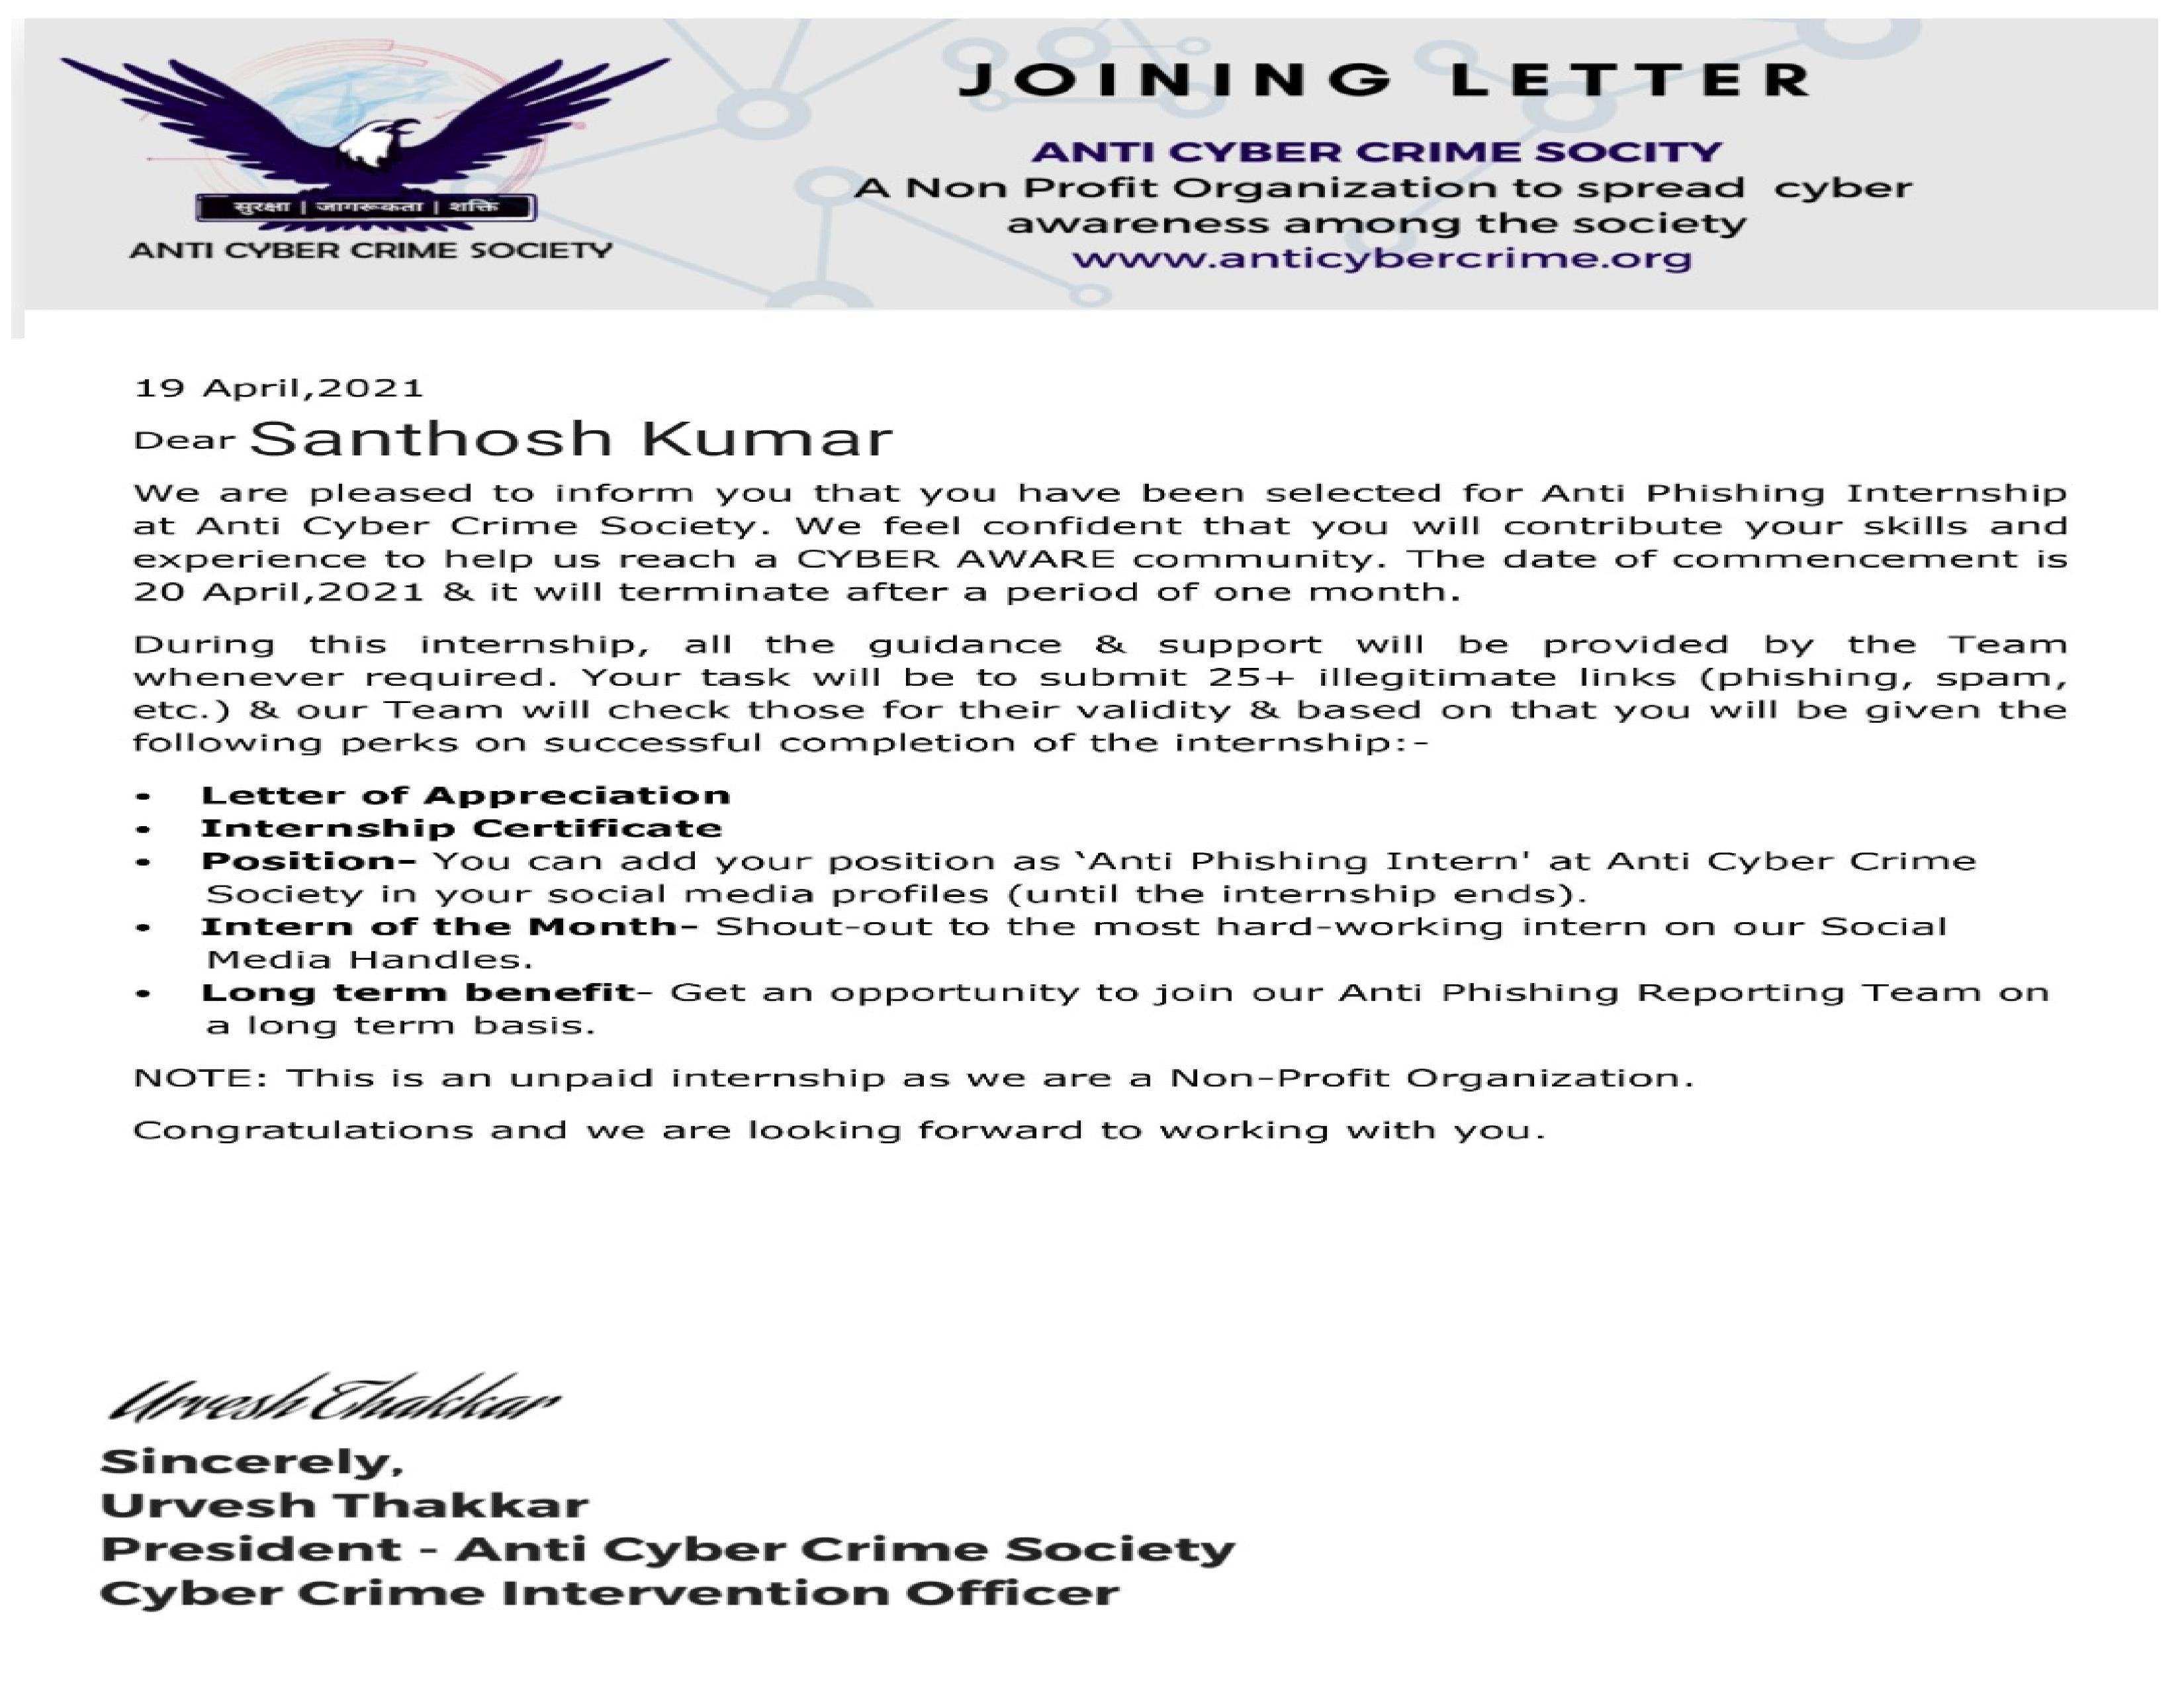 JOINING LETTER
ANTI CYBER CRIME SOCITY
A Non Profit Organization to spread cyber
awareness among the society
www.anticybercrime.org
सुरक्षा | जागरूकता | शक्ति
ANTI CYBER CRIME SOCIETY
19 April,2021
Dear Santhosh Kumar
We are pleased to inform you that you have been selected for Anti Phishing Internship
at Anti Cyber Crime Society. We feel confident that you will contribute your skills and
experience to help us reach a CYBER AWARE community. The date of commencement is
20 April,2021 & it will terminate after a period of one month.
During this internship, all the guidance & support will be provided by the Team
whenever required. Your task will be to submit 25+ illegitimate links (phishing, spam,
etc.) & our Team will check those for their validity & based on that you will be given the
following perks on successful completion of the internship:-
• Letter of Appreciation
• Internship Certificate
• Position- You can add your position as ‘Anti Phishing Intern' at Anti Cyber Crime
Society in your social media profiles (until the internship ends).
• Intern of the Month- Shout-out to the most hard-working intern on our Social
Media Handles.
• Long term benefit- Get an opportunity to join our Anti Phishing Reporting Team on
a long term basis.
NOTE: This is an unpaid internship as we are a Non-Profit Organization.
Congratulations and we are looking forward to working with you.
Urvesh Thakkar
Sincerely,
Urvesh Thakkar
President - Anti Cyber Crime Society
Cyber Crime Intervention Officer